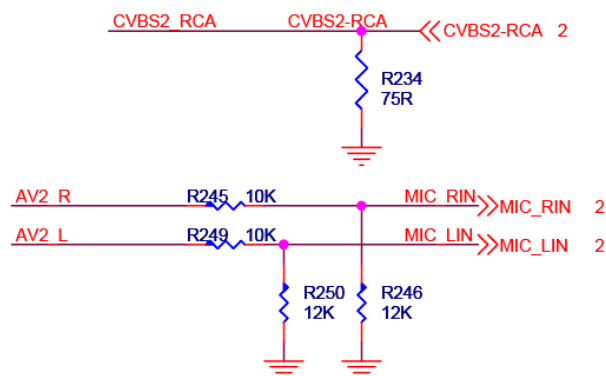 CVBS2_RCA CVBS2-RCA CVBS2-RCA 2
R234
75R
AV2_R R245 10K MIC_RIN MIC_RIN 2
AV2_L R249 10K MIC_LIN MIC_LIN 2
R250 R246
12K 12K